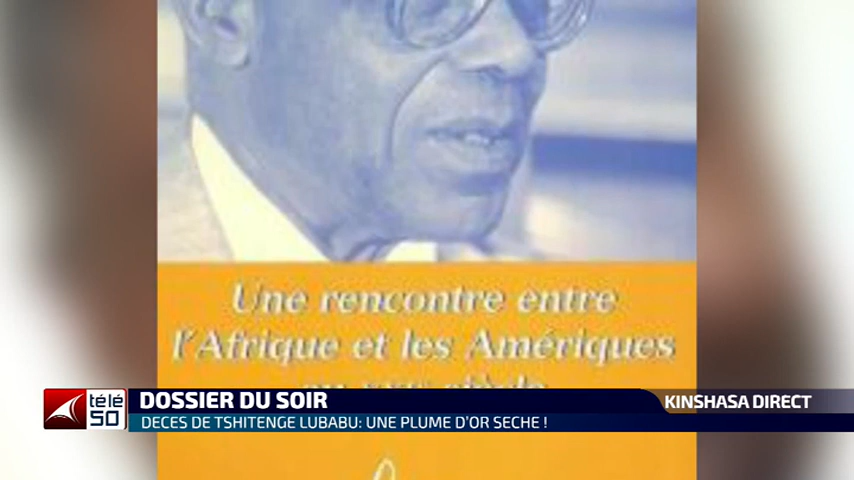 Une rencontre entre
l'Afrique et les Amériques
DOSSIER DU SOIR
KINSHASA DIRECT
télé
50
DECES DE TSHITENGE LUBABU: UNE PLUME D'OR SECHE !